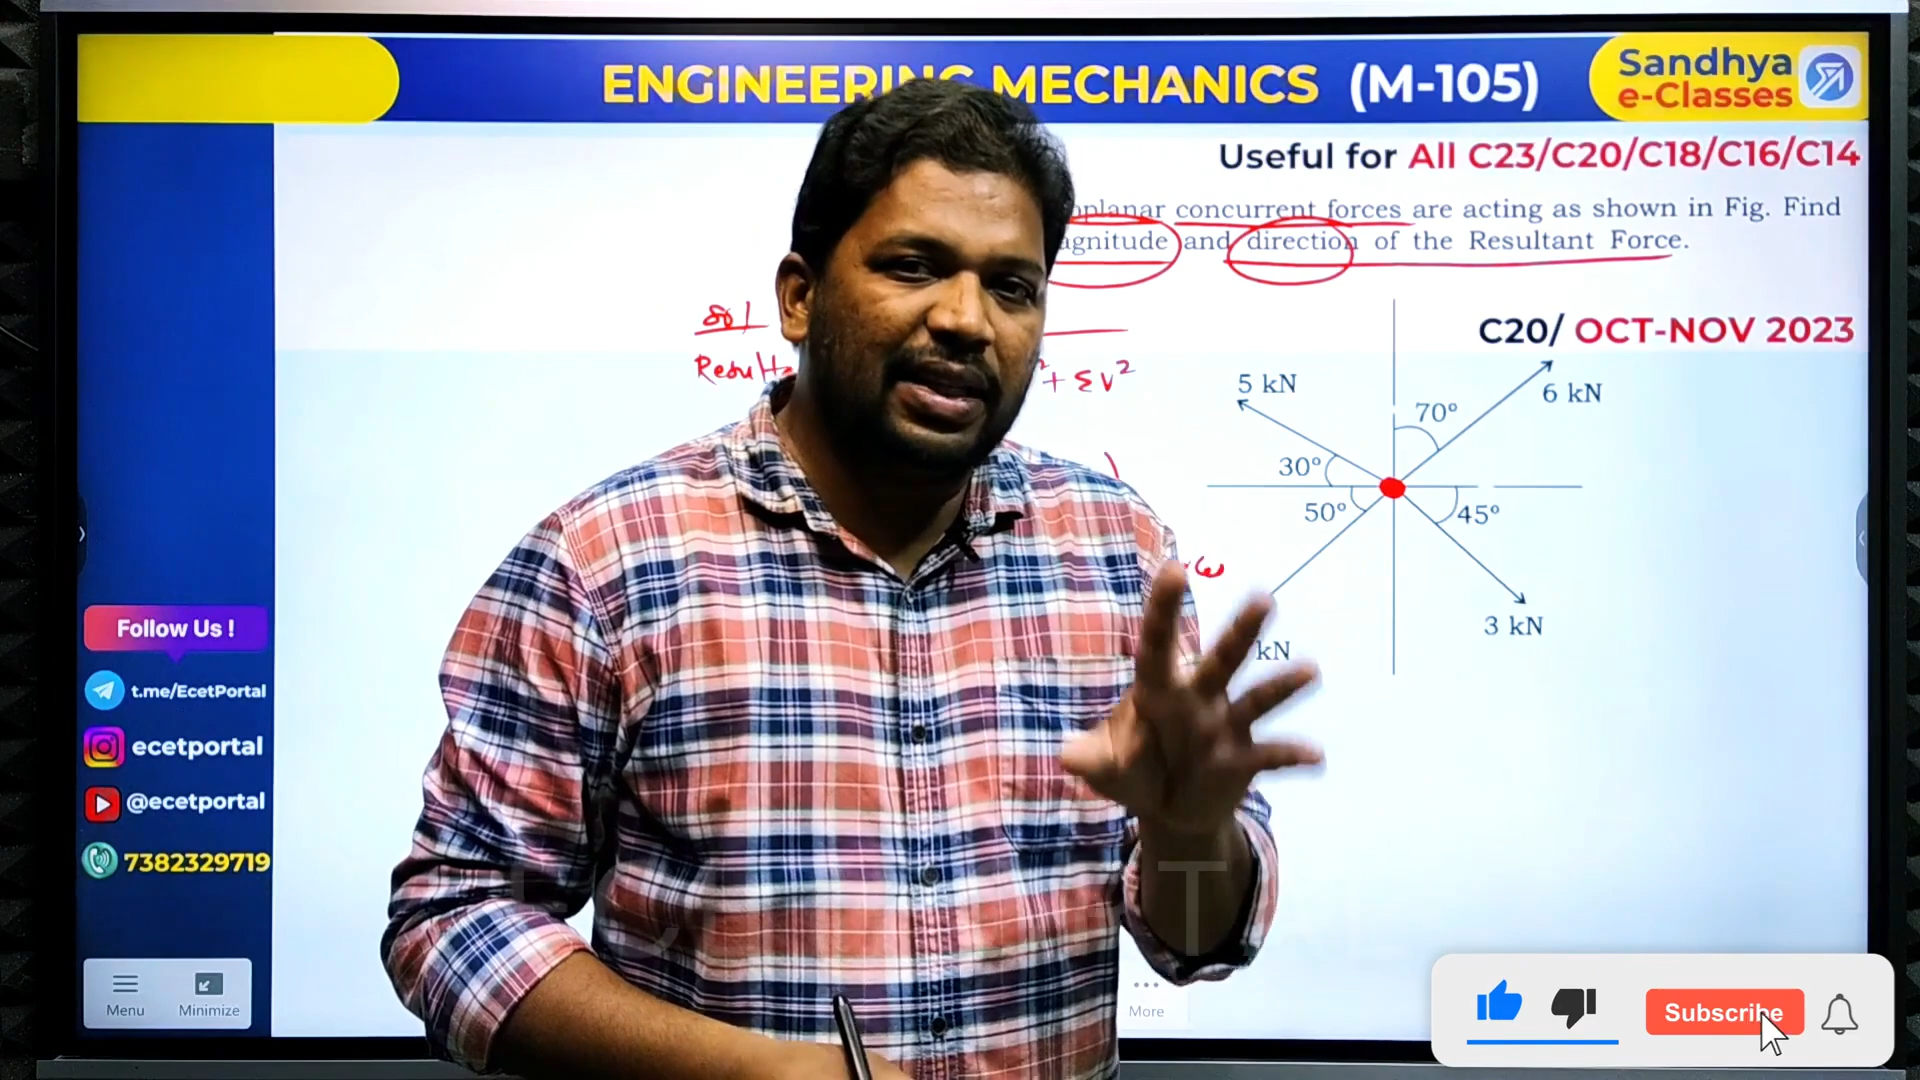 ENGINEERING MECHANICS (M-105)
Sandhya
e-Classes
Useful for All C23/C20/C18/C16/C14
concurrent forces are acting as shown in Fig. Find
and direction of the Resultant Force.
sol
C20/ OCT-NOV 2023
+ ΣV²
5 kN
6 kN
70°
30°
50°
45°
3 kN
kN
Follow Us !
t.me/EcetPortal
ecetportal
@ecetportal
7382329719
Menu
Minimize
More
Subscribe